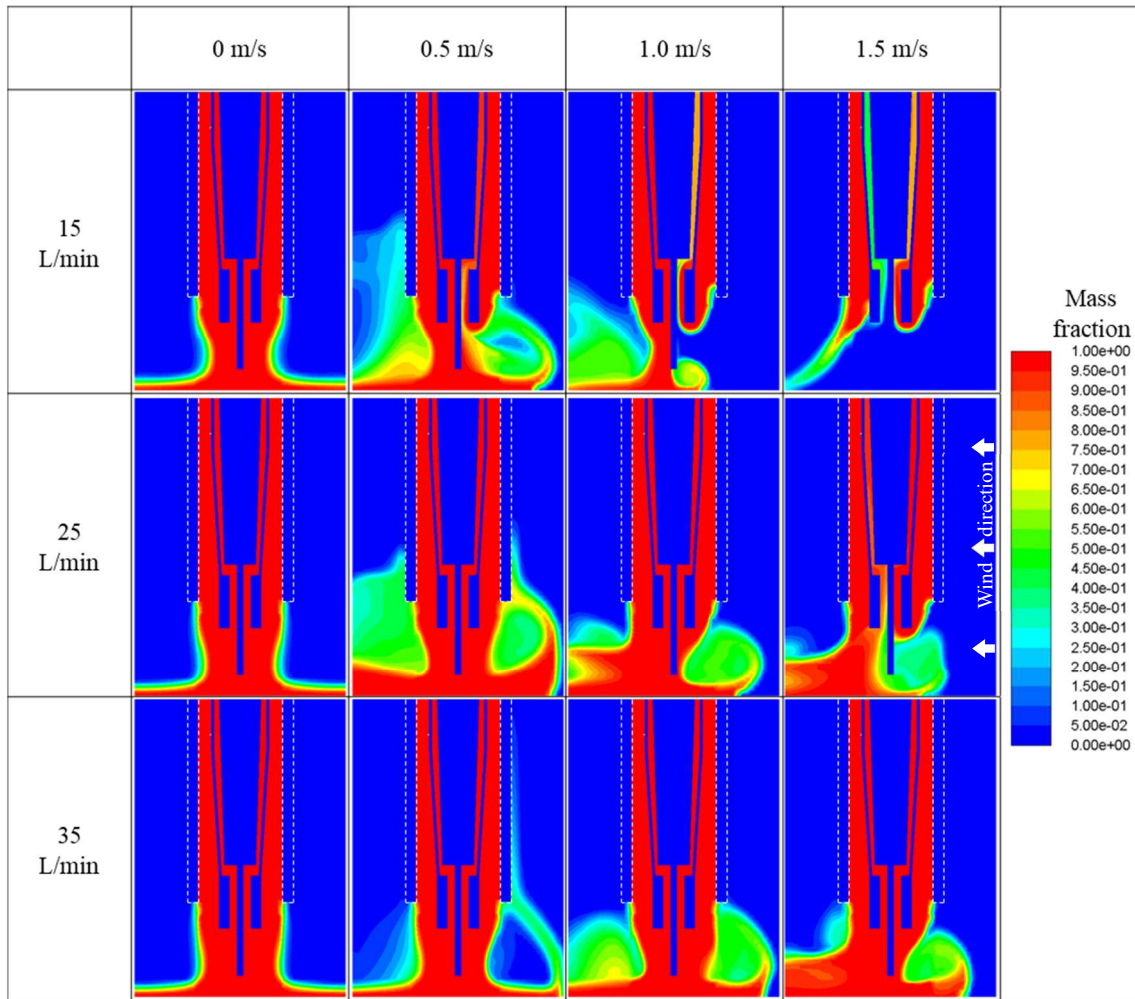 0 m/s
0.5 m/s
1.0 m/s
1.5 m/s
15
L/min
25
L/min
35
L/min
Wind direction
Mass
fraction
1.00e+00
9.50e-01
9.00e-01
8.50e-01
8.00e-01
7.50e-01
7.00e-01
6.50e-01
6.00e-01
5.50e-01
5.00e-01
4.50e-01
3.50e-01
3.00e-01
2.50e-01
2.00e-01
1.50e-01
1.00e-01
5.00e-02
0.00e+00